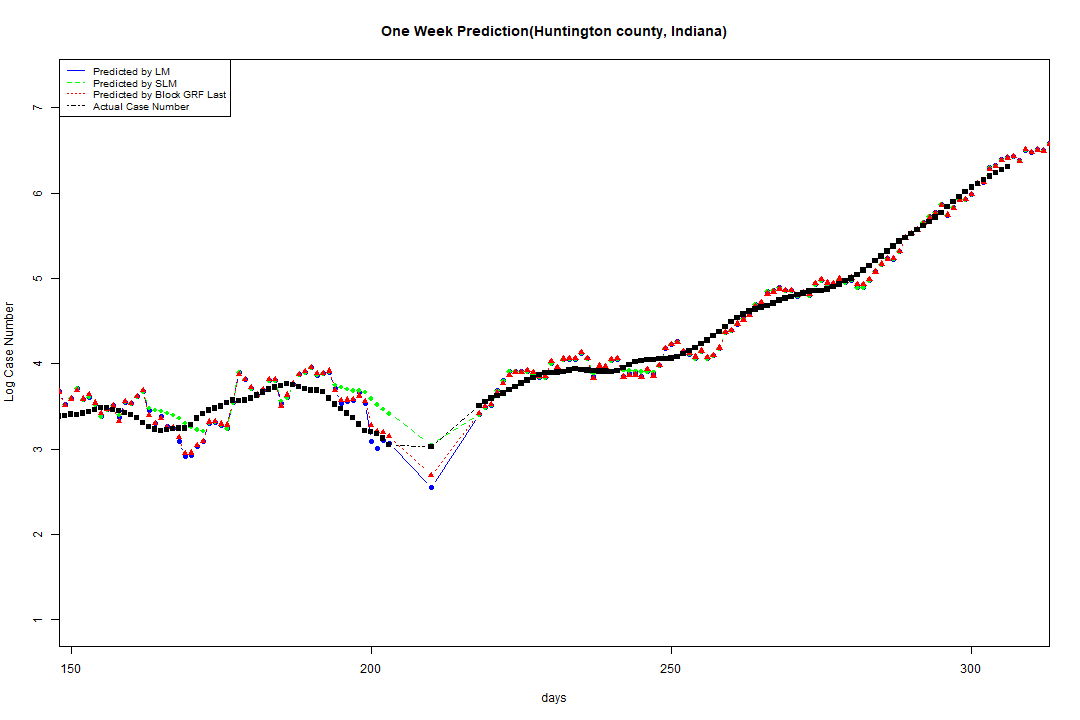 One Week Prediction(Huntington county, Indiana)
Predicted by LM
Predicted by SLM
Predicted by Block GRF Last
Actual Case Number
7
6
5
4
3
2
1
Log Case Number
150 200 250 300
days